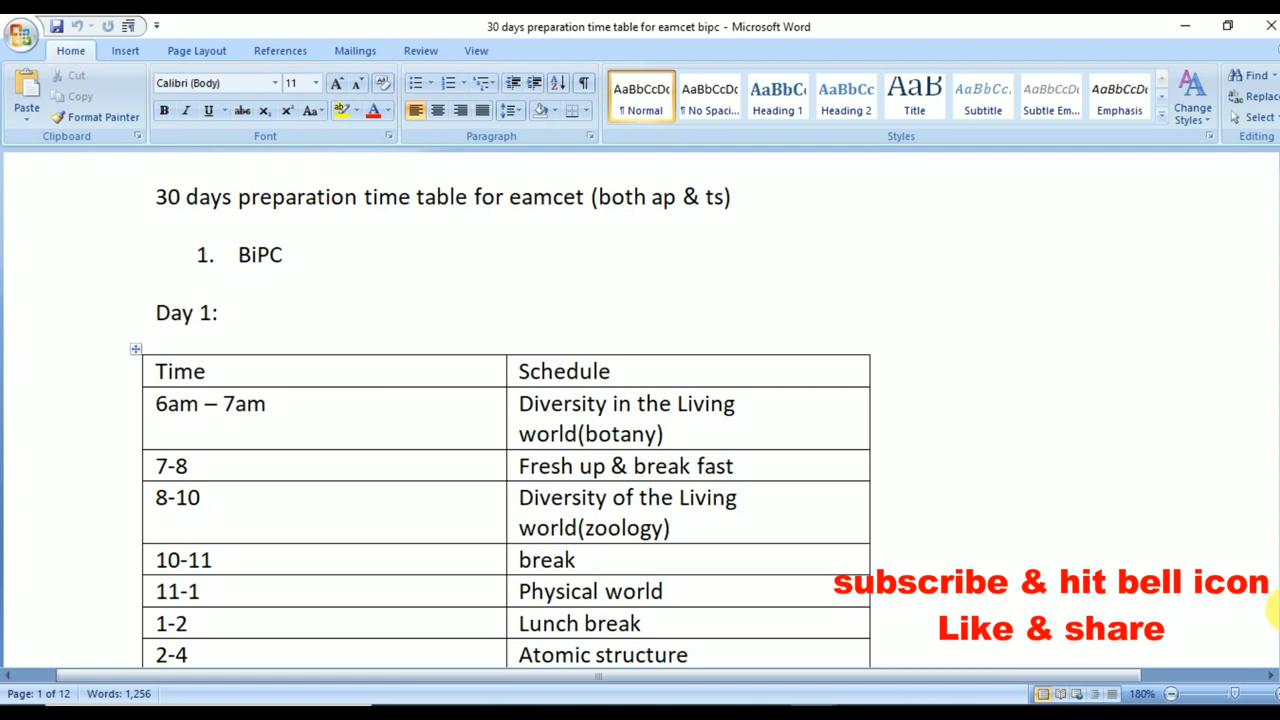 30 days preparation time table for eamcet bipc - Microsoft Word
Home Insert Page Layout References Mailings Review View
Paste
Cut
Copy
Format Painter
Clipboard
Calibri (Body) 11
B I U abc x₂ x² Aa
Font
Paragraph
AaBbCcDc AaBbCcDc AaBbC AaBbCc AaB AaBbCc. AaBbCcDc AaBbCcDc
¶ Normal ¶ No Spaci... Heading 1 Heading 2 Title Subtitle Subtle Em... Emphasis
Change
Styles
Styles
Find
Replace
Select
Editing
30 days preparation time table for eamcet (both ap & ts)
1. BiPC
Day 1:
Time Schedule
6am – 7am Diversity in the Living
world(botany)
7-8 Fresh up & break fast
8-10 Diversity of the Living
world(zoology)
10-11 break
11-1 Physical world
1-2 Lunch break
2-4 Atomic structure
subscribe & hit bell icon
Like & share
Page: 1 of 12 Words: 1,256 180%